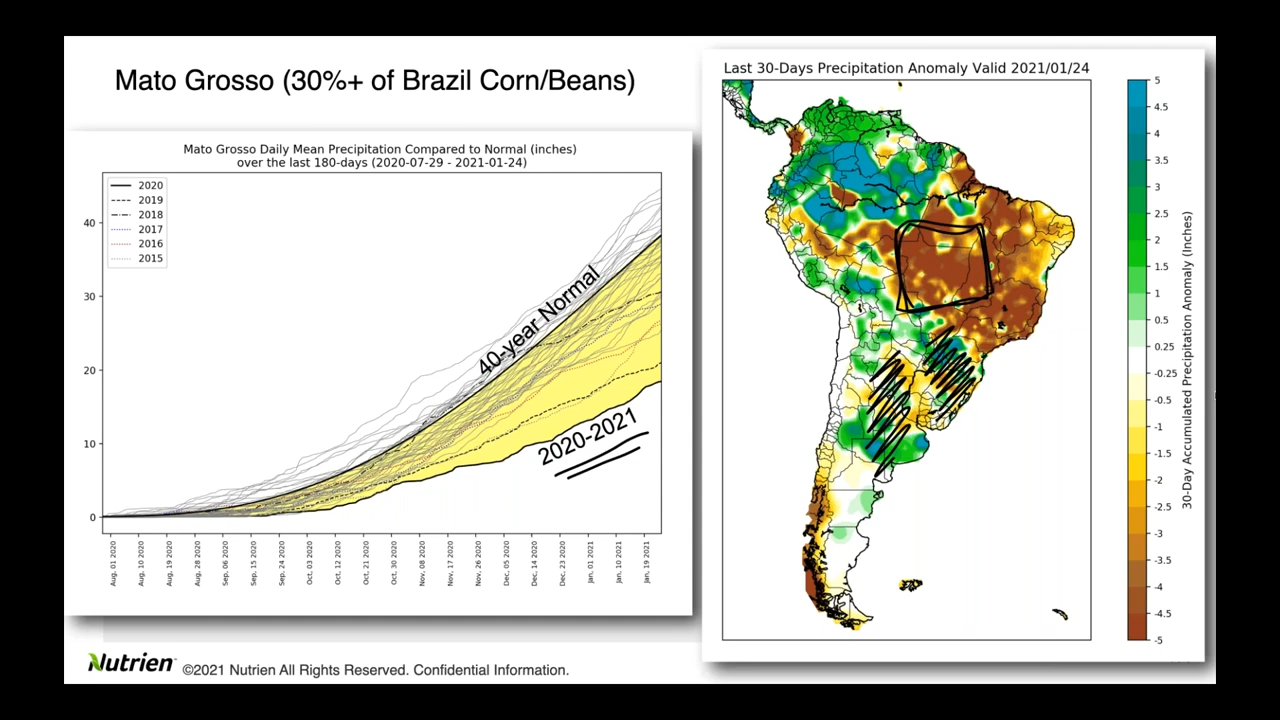 Mato Grosso (30%+ of Brazil Corn/Beans)
Mato Grosso Daily Mean Precipitation Compared to Normal (inches)
over the last 180-days (2020-07-29 - 2021-01-24)
2020
2019
2018
2017
2016
2015
40
30
20
10
0
40-year Normal
2020-2021
Aug, 10 2020
Aug, 19 2020
Aug, 28 2020
Sep, 06 2020
Sep, 15 2020
Sep, 24 2020
Oct, 03 2020
Oct, 12 2020
Oct, 21 2020
Oct, 30 2020
Nov, 08 2020
Nov, 17 2020
Nov, 26 2020
Dec, 05 2020
Dec, 14 2020
Dec, 23 2020
Jan, 01 2021
Jan, 10 2021
Jan, 19 2021
Last 30-Days Precipitation Anomaly Valid 2021/01/24
5
4.5
4
3.5
3
2.5
2
1.5
1
0.5
0.25
-0.25
-0.5
-1
-1.5
-2
-2.5
-3
-3.5
-4
-4.5
-5
30-Day Accumulated Precipitation Anomaly (Inches)
Nutrien
©2021 Nutrien All Rights Reserved. Confidential Information.